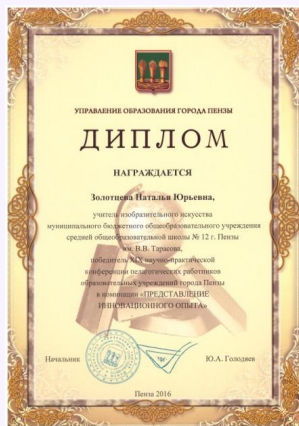 УПРАВЛЕНИЕ ОБРАЗОВАНИЯ ГОРОДА ПЕНЗЫ
ДИПЛОМ
НАГРАЖДАЕТСЯ
Золотцева Наталья Юрьевна,
учитель изобразительного искусства
муниципального бюджетного общеобразовательного учреждения
средней общеобразовательной школы № 12 г. Пензы
им. В.В. Тарасова,
победитель XIX научно-практической
конференции педагогических работников
образовательных учреждений города Пензы
в номинации «ПРЕДСТАВЛЕНИЕ
ИННОВАЦИОННОГО ОПЫТА»
Начальник Ю.А. Голодяев
Пенза 2016